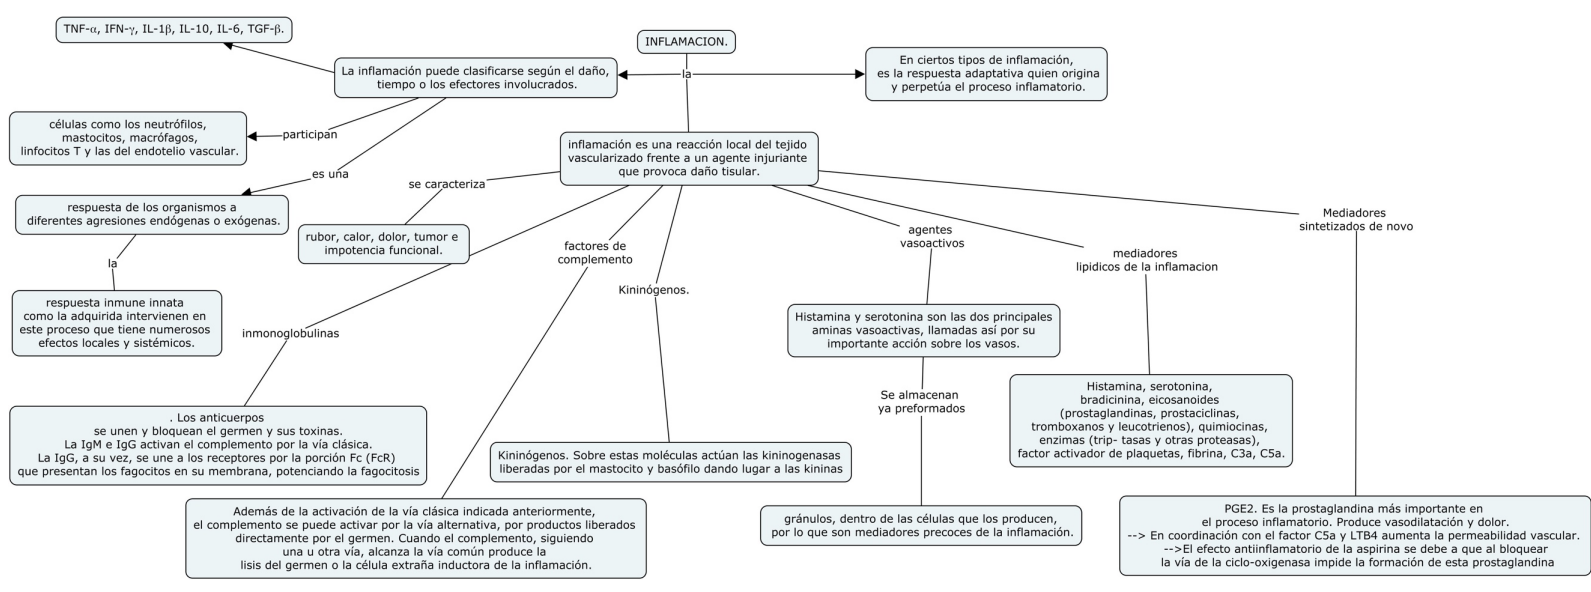 TNF-α, IFN-γ, IL-1β, IL-10, IL-6, TGF-β.
INFLAMACION.
La inflamación puede clasificarse según el daño,
tiempo o los efectores involucrados.
la
En ciertos tipos de inflamación,
es la respuesta adaptativa quien origina
y perpetúa el proceso inflamatorio.
células como los neutrófilos,
mastocitos, macrófagos,
linfocitos T y las del endotelio vascular.
participan
inflamación es una reacción local del tejido
vascularizado frente a un agente injuriante
que provoca daño tisular.
es una
se caracteriza
respuesta de los organismos a
diferentes agresiones endógenas o exógenas.
rubor, calor, dolor, tumor e
impotencia funcional.
factores de
complemento
agentes
vasoactivos
mediadores
lipidicos de la inflamacion
Mediadores
sintetizados de novo
la
Kininógenos.
respuesta inmune innata
como la adquirida intervienen en
este proceso que tiene numerosos
efectos locales y sistémicos.
inmonoglobulinas
Histamina y serotonina son las dos principales
aminas vasoactivas, llamadas así por su
importante acción sobre los vasos.
Se almacenan
ya preformados
Histamina, serotonina,
bradicinina, eicosanoides
(prostaglandinas, prostaciclinas,
tromboxanos y leucotrienos), quimiocinas,
enzimas (trip- tasas y otras proteasas),
factor activador de plaquetas, fibrina, C3a, C5a.
. Los anticuerpos
se unen y bloquean el germen y sus toxinas.
La IgM e IgG activan el complemento por la vía clásica.
La IgG, a su vez, se une a los receptores por la porción Fc (FcR)
que presentan los fagocitos en su membrana, potenciando la fagocitosis
Kininógenos. Sobre estas moléculas actúan las kininogenasas
liberadas por el mastocito y basófilo dando lugar a las kininas
Además de la activación de la vía clásica indicada anteriormente,
el complemento se puede activar por la vía alternativa, por productos liberados
directamente por el germen. Cuando el complemento, siguiendo
una u otra vía, alcanza la vía común produce la
lisis del germen o la célula extraña inductora de la inflamación.
gránulos, dentro de las células que los producen,
por lo que son mediadores precoces de la inflamación.
PGE2. Es la prostaglandina más importante en
el proceso inflamatorio. Produce vasodilatación y dolor.
--> En coordinación con el factor C5a y LTB4 aumenta la permeabilidad vascular.
-->El efecto antiinflamatorio de la aspirina se debe a que al bloquear
la vía de la ciclo-oxigenasa impide la formación de esta prostaglandina